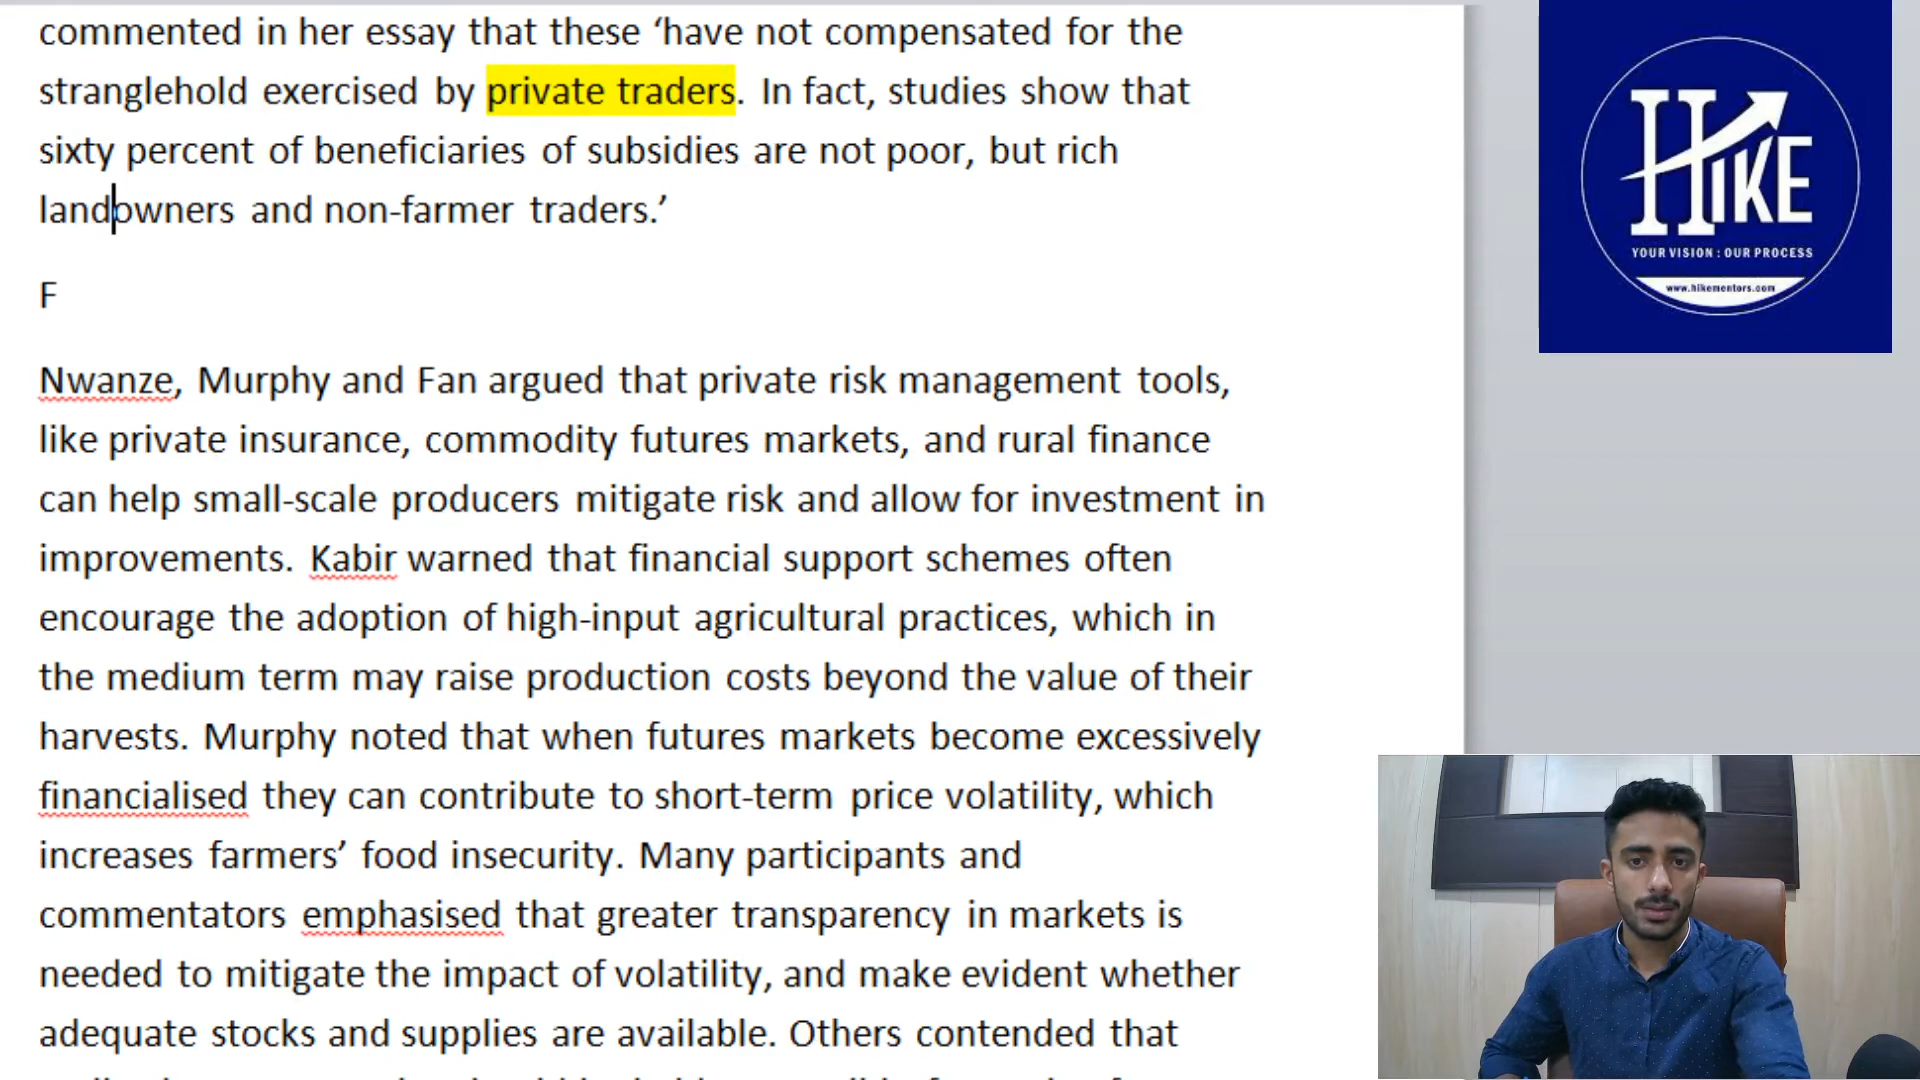 commented in her essay that these ‘have not compensated for the
stranglehold exercised by private traders. In fact, studies show that
sixty percent of beneficiaries of subsidies are not poor, but rich
landowners and non-farmer traders.’
F
Nwanze, Murphy and Fan argued that private risk management tools,
like private insurance, commodity futures markets, and rural finance
can help small-scale producers mitigate risk and allow for investment in
improvements. Kabir warned that financial support schemes often
encourage the adoption of high-input agricultural practices, which in
the medium term may raise production costs beyond the value of their
harvests. Murphy noted that when futures markets become excessively
financialised they can contribute to short-term price volatility, which
increases farmers’ food insecurity. Many participants and
commentators emphasised that greater transparency in markets is
needed to mitigate the impact of volatility, and make evident whether
adequate stocks and supplies are available. Others contended that
HIKE
YOUR VISION : OUR PROCESS
www.hikementors.com